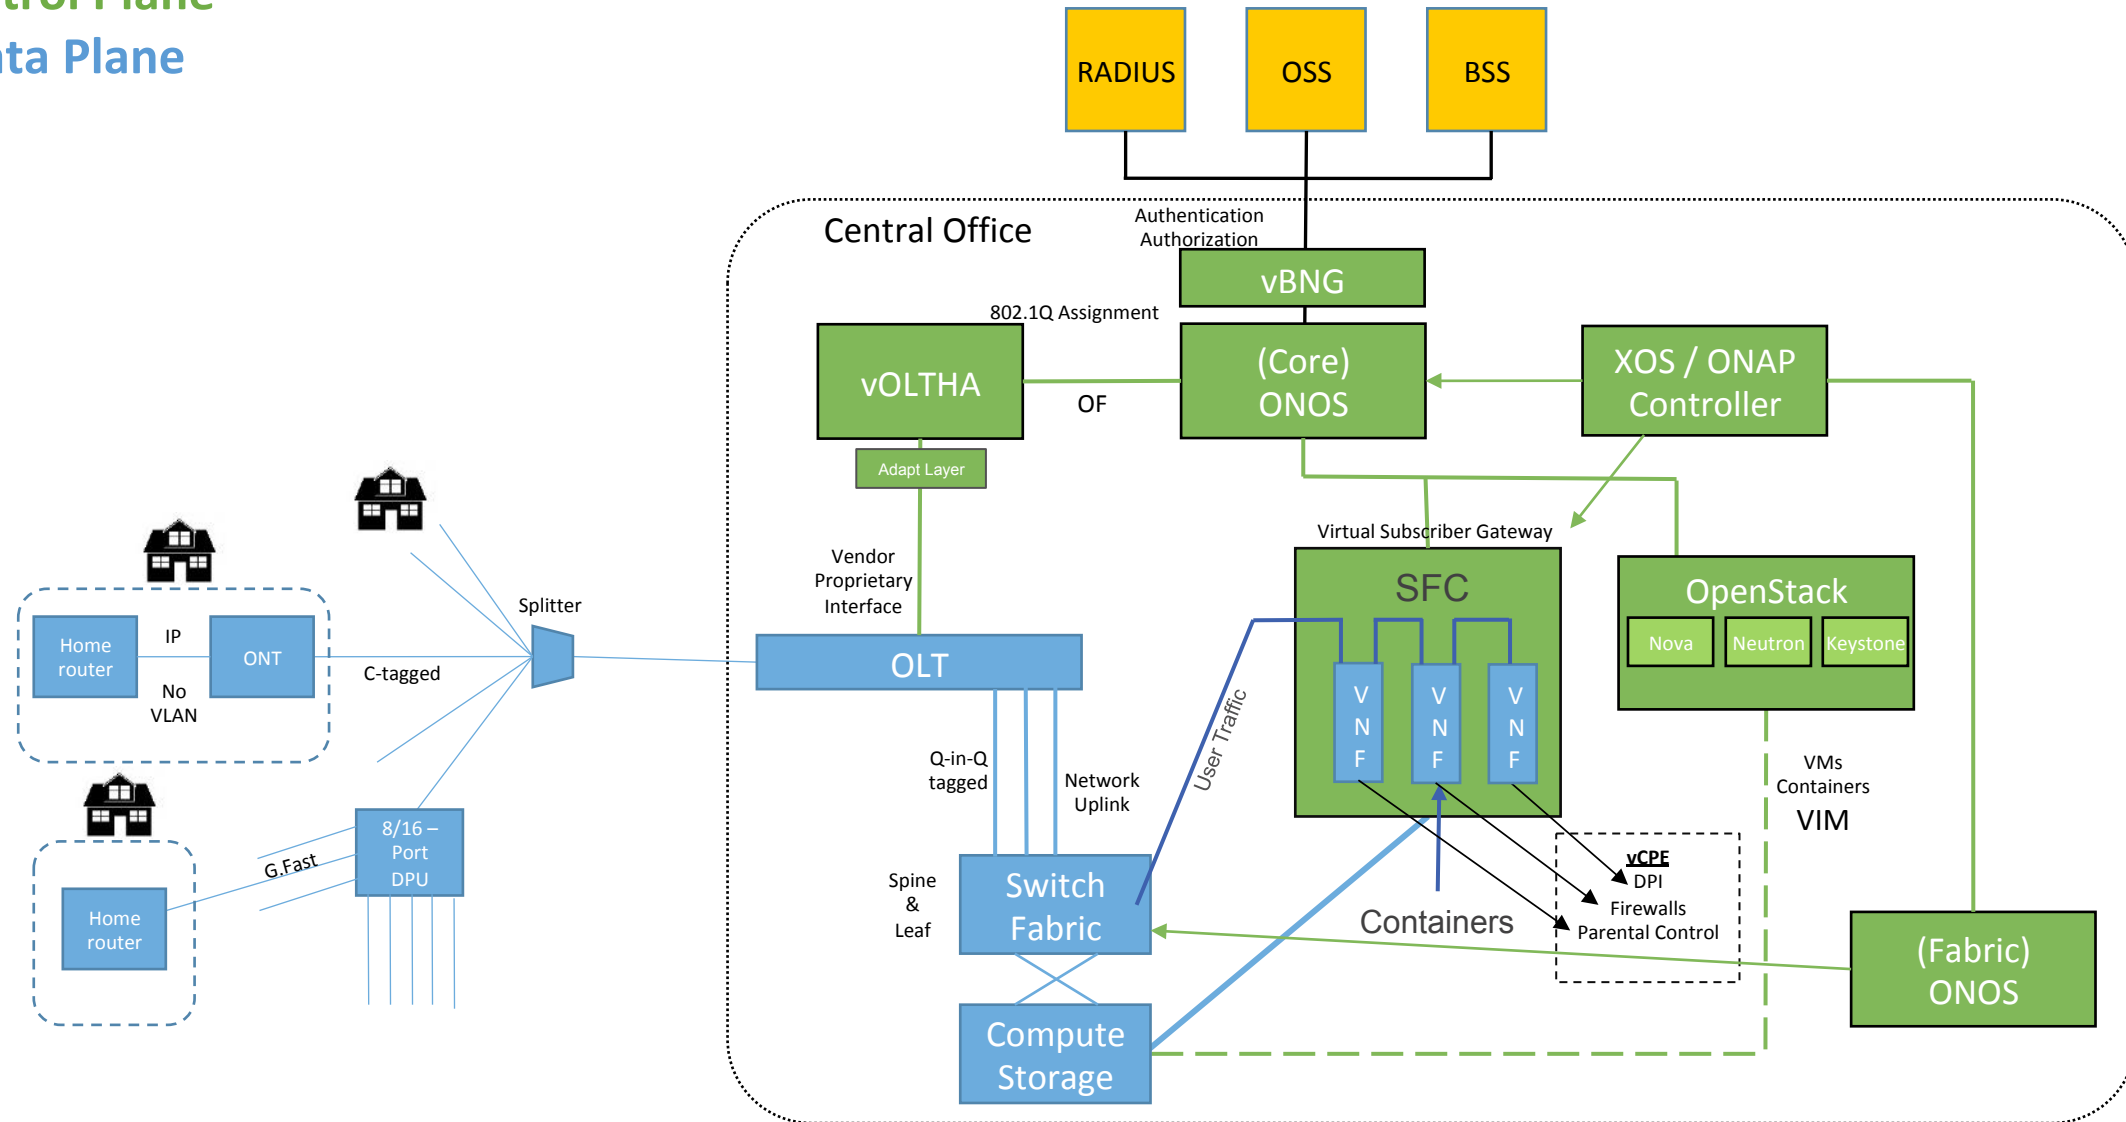 trol Plane
ta Plane
RADIUS
OSS
BSS
Central Office
Authentication
Authorization
vBNG
802.1Q Assignment
vOLTHA
OF
(Core)
ONOS
XOS / ONAP
Controller
Adapt Layer
Vendor
Proprietary
Interface
Virtual Subscriber Gateway
SFC
OpenStack
Nova
Neutron
Keystone
Splitter
Home
router
IP
No
VLAN
ONT
C-tagged
OLT
V
N
F
V
N
F
V
N
F
User Traffic
Q-in-Q
tagged
Network
Uplink
VMs
Containers
VIM
8/16 –
Port
DPU
G.Fast
Home
router
Spine
&
Leaf
Switch
Fabric
Containers
vCPE
DPI
Firewalls
Parental Control
(Fabric)
ONOS
Compute
Storage